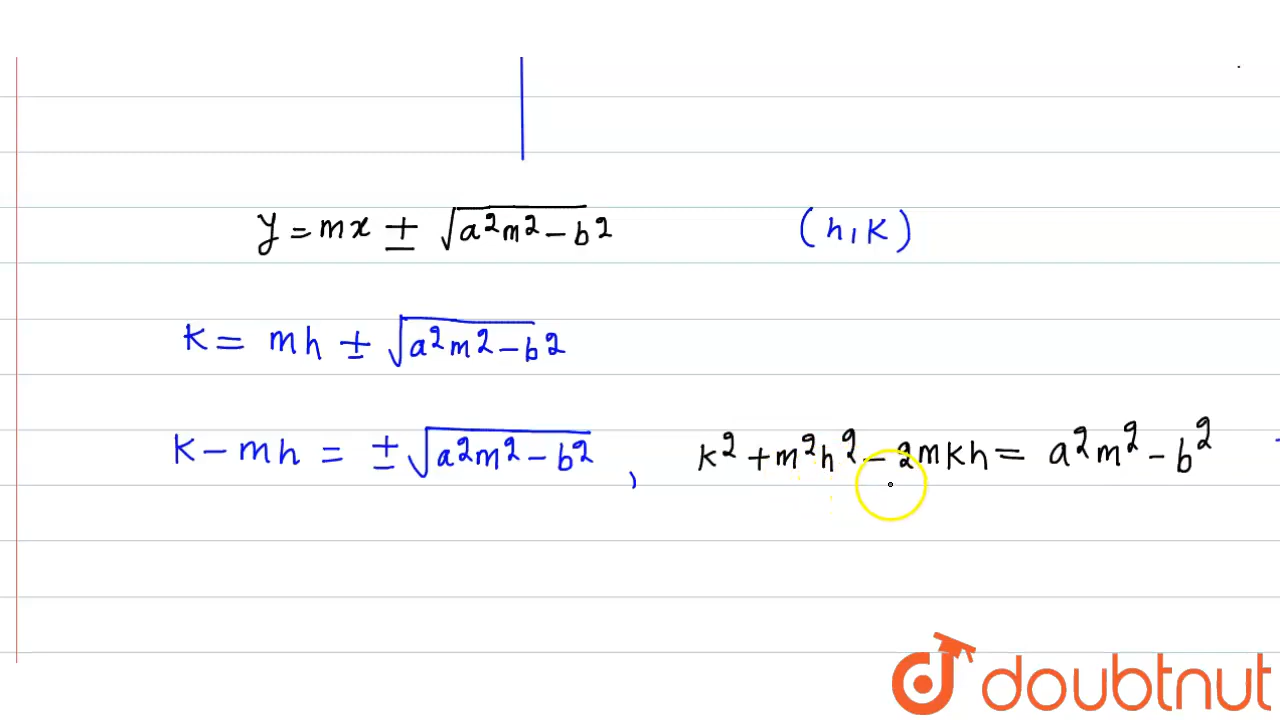 y = mx ± √(a²m² − b²) (h, k)
k = mh ± √(a²m² − b²)
k − mh = ± √(a²m² − b²) , k² + m²h² − 2mkh = a²m² − b²
doubtnut